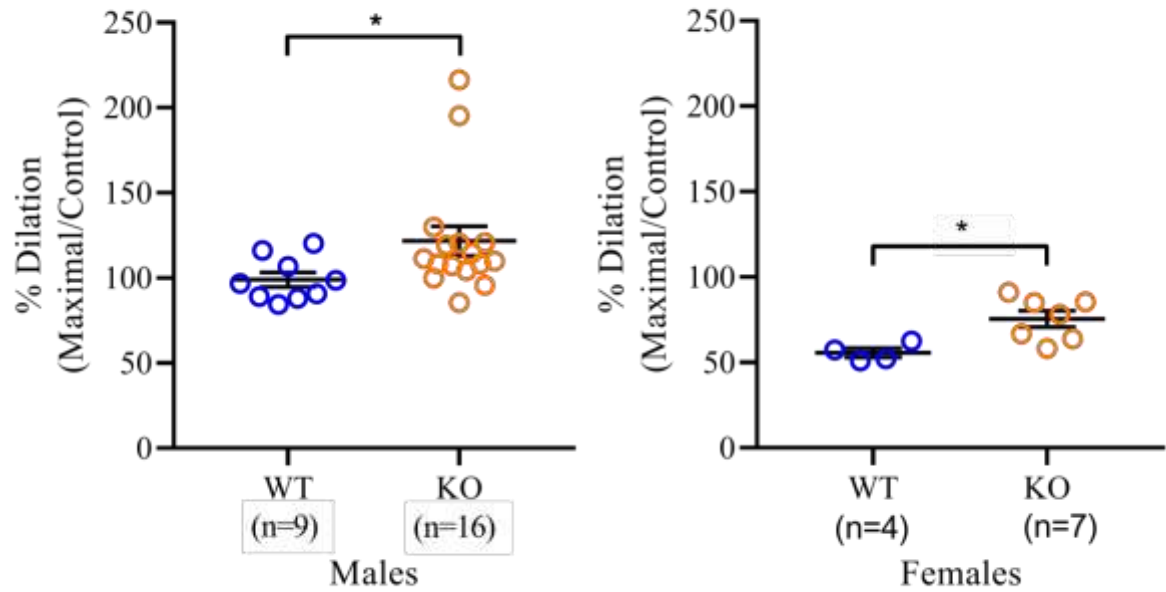 % Dilation
(Maximal/Control)
250
200
150
100
50
0
*
WT
KO
(n=9)
(n=16)
Males
% Dilation
(Maximal/Control)
250
200
150
100
50
0
*
WT
KO
(n=4)
(n=7)
Females